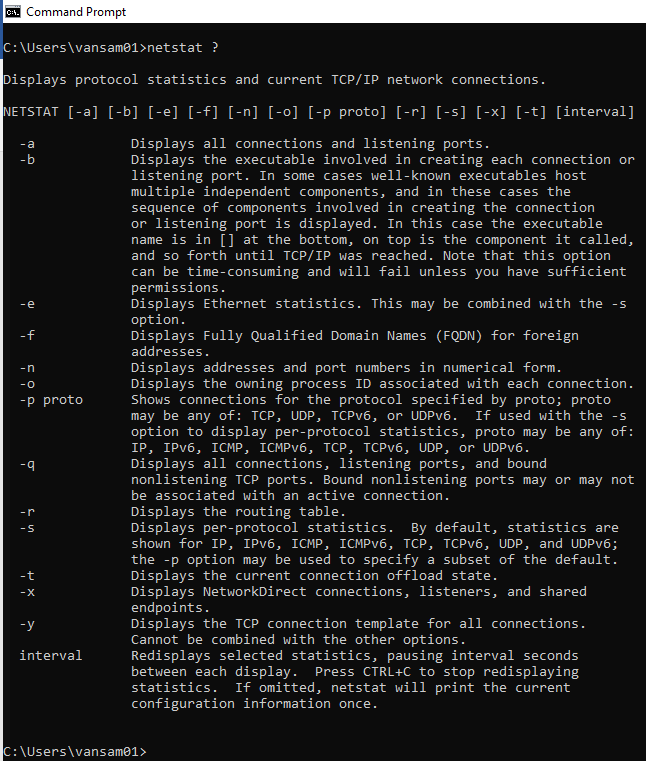 Command Prompt
C:\Users\vansam01>netstat ?
Displays protocol statistics and current TCP/IP network connections.
NETSTAT [-a] [-b] [-e] [-f] [-n] [-o] [-p proto] [-r] [-s] [-x] [-t] [interval]
-a Displays all connections and listening ports.
-b Displays the executable involved in creating each connection or
listening port. In some cases well-known executables host
multiple independent components, and in these cases the
sequence of components involved in creating the connection
or listening port is displayed. In this case the executable
name is in [] at the bottom, on top is the component it called,
and so forth until TCP/IP was reached. Note that this option
can be time-consuming and will fail unless you have sufficient
permissions.
-e Displays Ethernet statistics. This may be combined with the -s
option.
-f Displays Fully Qualified Domain Names (FQDN) for foreign
addresses.
-n Displays addresses and port numbers in numerical form.
-o Displays the owning process ID associated with each connection.
-p proto Shows connections for the protocol specified by proto; proto
may be any of: TCP, UDP, TCPv6, or UDPv6.  If used with the -s
option to display per-protocol statistics, proto may be any of:
IP, IPv6, ICMP, ICMPv6, TCP, TCPv6, UDP, or UDPv6.
-q Displays all connections, listening ports, and bound
nonlistening TCP ports. Bound nonlistening ports may or may not
be associated with an active connection.
-r Displays the routing table.
-s Displays per-protocol statistics.  By default, statistics are
shown for IP, IPv6, ICMP, ICMPv6, TCP, TCPv6, UDP, and UDPv6;
the -p option may be used to specify a subset of the default.
-t Displays the current connection offload state.
-x Displays NetworkDirect connections, listeners, and shared
endpoints.
-y Displays the TCP connection template for all connections.
Cannot be combined with the other options.
interval Redisplays selected statistics, pausing interval seconds
between each display.  Press CTRL+C to stop redisplaying
statistics.  If omitted, netstat will print the current
configuration information once.
C:\Users\vansam01>